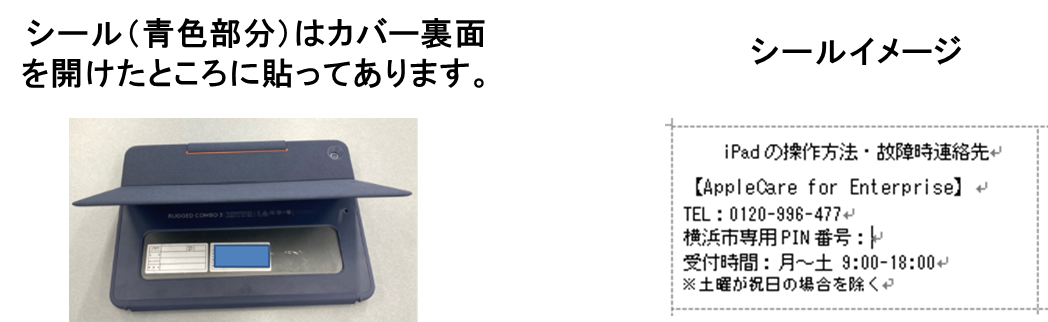 シール（青色部分）はカバー裏面
を開けたところに貼ってあります。
シールイメージ
RUGGED COMBO 3
iPadの操作方法・故障時連絡先↵
【AppleCare for Enterprise】 ↵
TEL：0120-996-477↵
横浜市専用PIN番号：↵
受付時間：月～土 9:00-18:00↵
※土曜が祝日の場合を除く↵